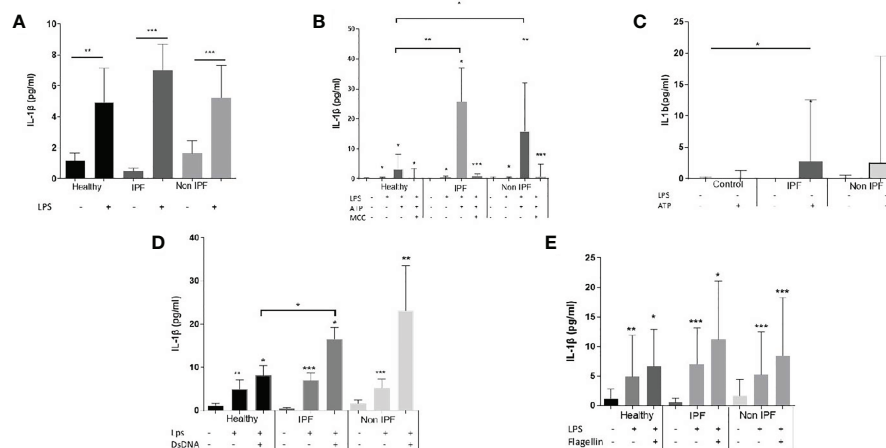 A
IL-1β (pg/ml)
10
8
6
4
2
0
**
***
***
Healthy IPF Non IPF
LPS - + - + - +
B
IL-1β (pg/ml)
50
40
30
20
10
0
*
**
**
* * * * * *** * ***
Healthy IPF Non IPF
LPS - + + + - + + + - + + +
ATP - - + + - - + + - - + +
MCC - - - + - - - + - - - +
C
IL1b(pg/ml)
25
20
15
10
5
0
*
*
Control IPF Non IPF
LPS - - - - -
ATP - + - + -
D
IL-1β (pg/ml)
40
30
20
10
0
*
** * *** * *** **
Healthy IPF Non IPF
Lps - + + - + + - + +
DsDNA - - + - - + - - +
E
IL-1β (pg/ml)
25
20
15
10
5
0
** * *** * *** ***
Healthy IPF Non IPF
LPS - + + - + + - + +
Flagellin - - + - - + - - +